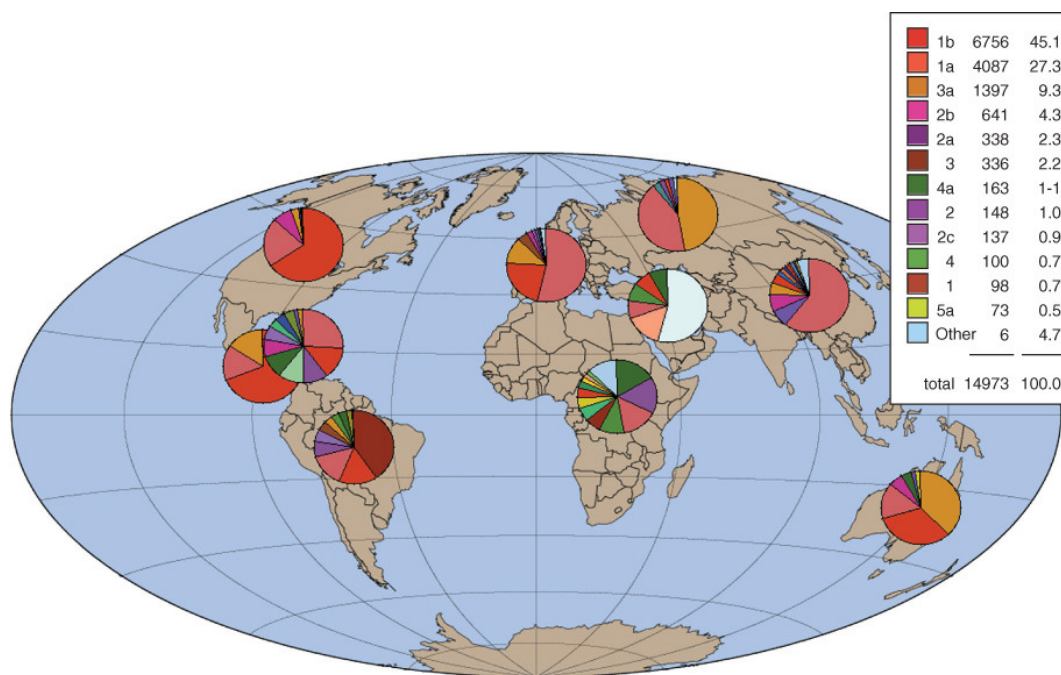 1b 6756 45.1
1a 4087 27.3
3a 1397 9.3
2b 641 4.3
2a 338 2.3
3 336 2.2
4a 163 1-1
2 148 1.0
2c 137 0.9
4 100 0.7
1 98 0.7
5a 73 0.5
Other 6 4.7
total 14973 100.0